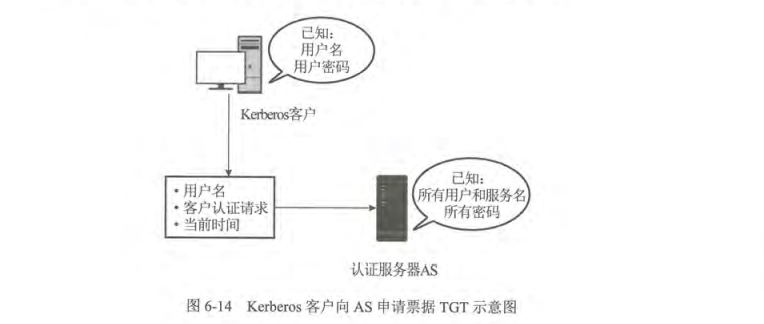 已知:
用户名
用户密码
Kerberos客户
• 用户名
• 客户认证请求
• 当前时间
已知:
所有用户和服务名
所有密码
认证服务器AS
图 6-14 Kerberos 客户向 AS 申请票据 TGT 示意图